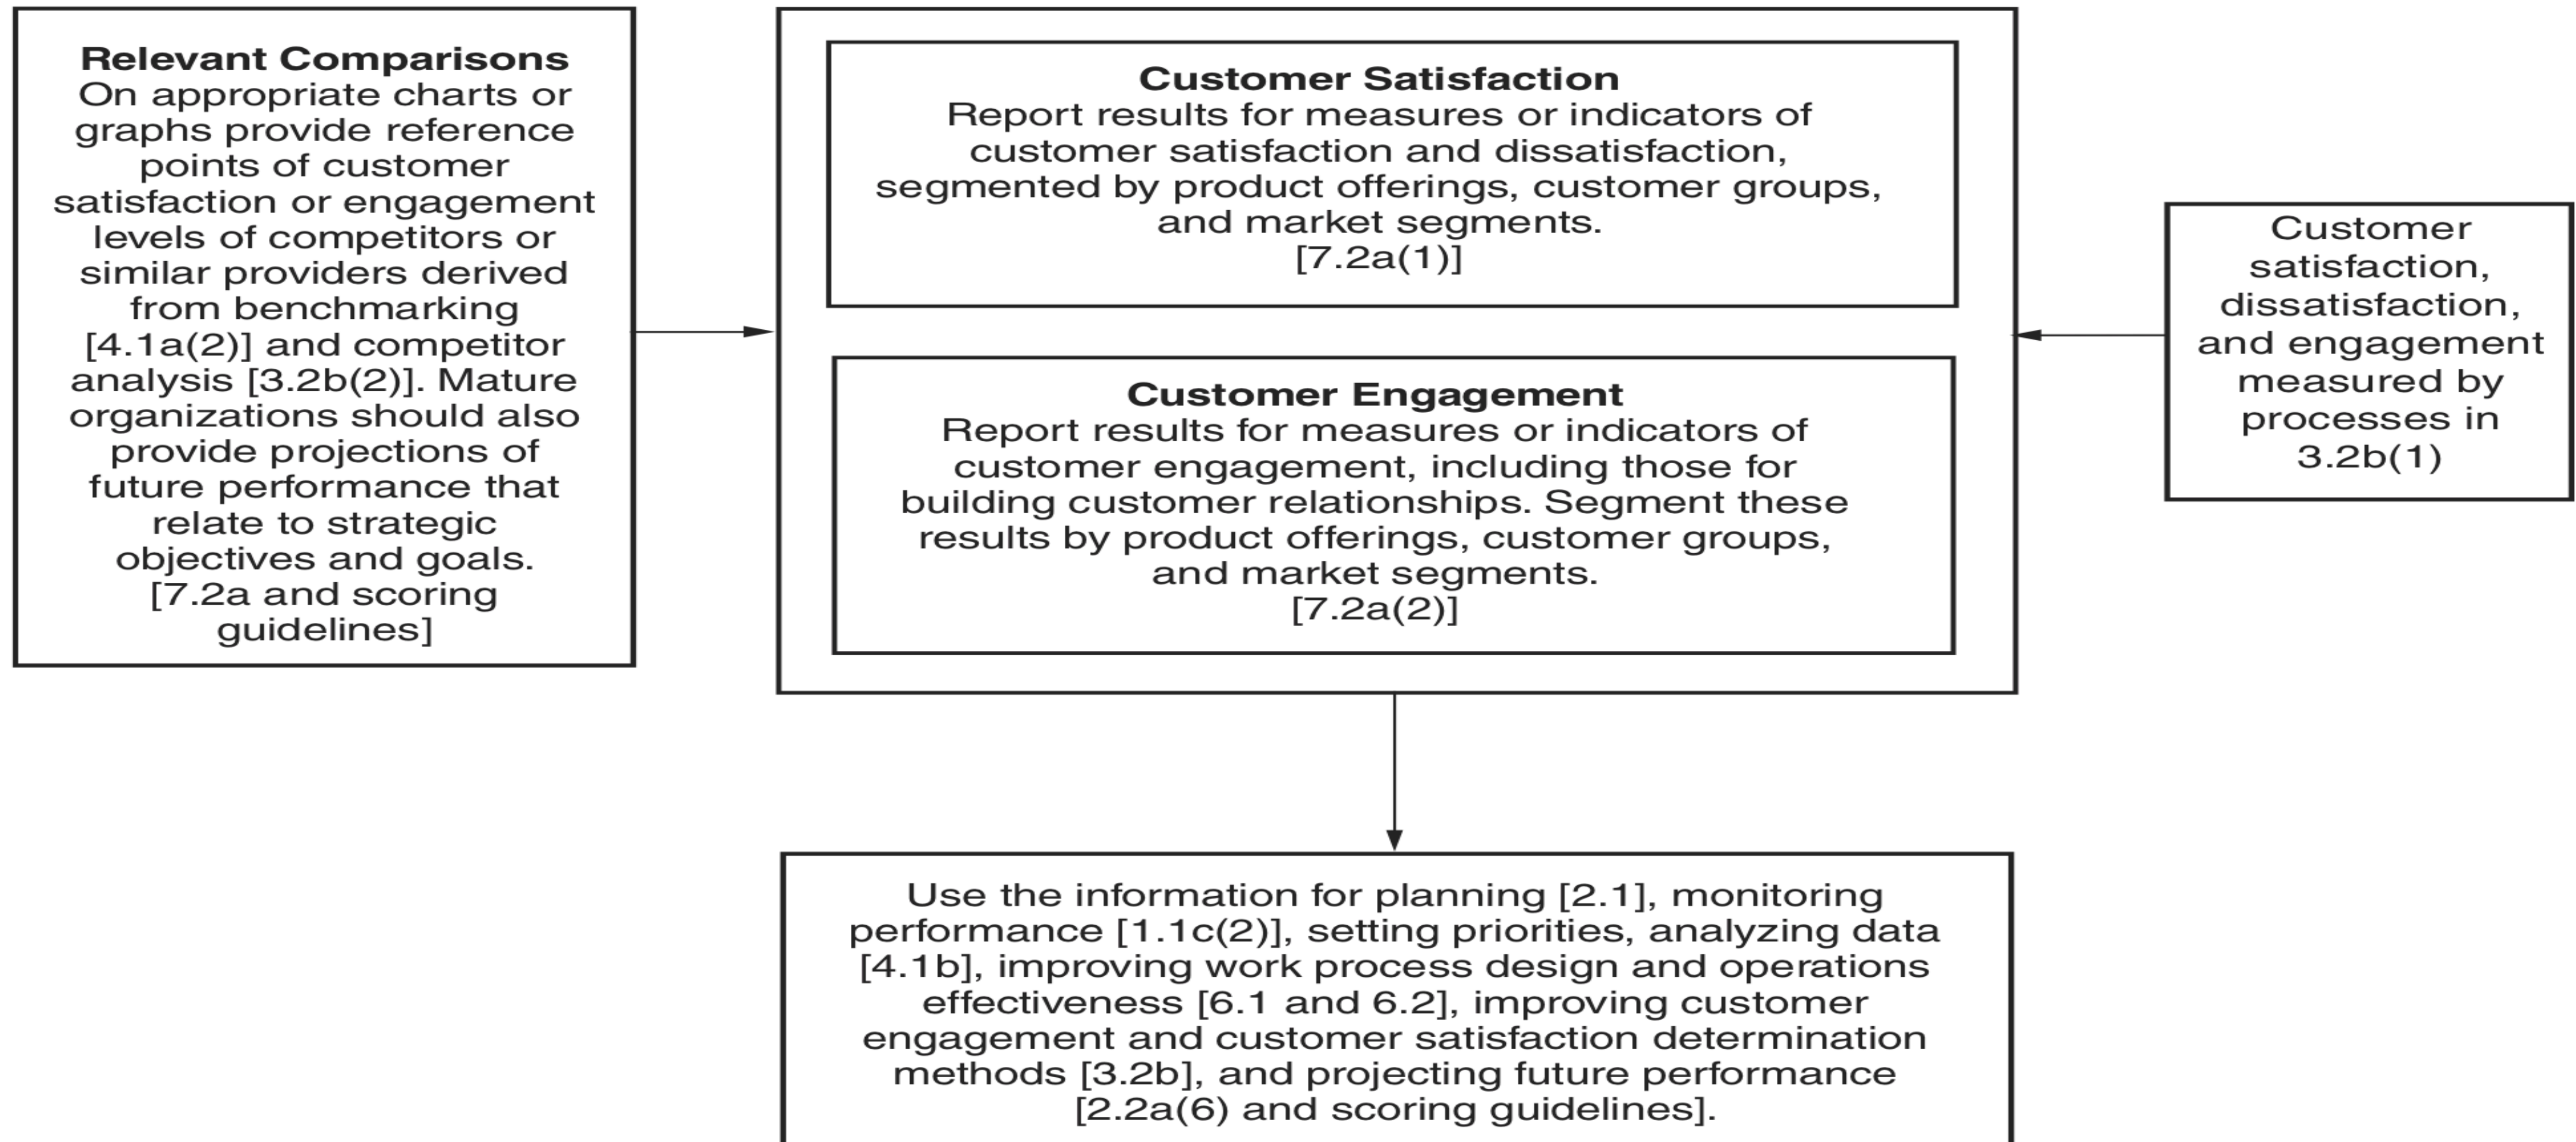 Relevant Comparisons
On appropriate charts or
graphs provide reference
points of customer
satisfaction or engagement
levels of competitors or
similar providers derived
from benchmarking
[4.1a(2)] and competitor
analysis [3.2b(2)]. Mature
organizations should also
provide projections of
future performance that
relate to strategic
objectives and goals.
[7.2a and scoring
guidelines]
Customer Satisfaction
Report results for measures or indicators of
customer satisfaction and dissatisfaction,
segmented by product offerings, customer groups,
and market segments.
[7.2a(1)]
Customer Engagement
Report results for measures or indicators of
customer engagement, including those for
building customer relationships. Segment these
results by product offerings, customer groups,
and market segments.
[7.2a(2)]
Customer
satisfaction,
dissatisfaction,
and engagement
measured by
processes in
3.2b(1)
Use the information for planning [2.1], monitoring
performance [1.1c(2)], setting priorities, analyzing data
[4.1b], improving work process design and operations
effectiveness [6.1 and 6.2], improving customer
engagement and customer satisfaction determination
methods [3.2b], and projecting future performance
[2.2a(6) and scoring guidelines].